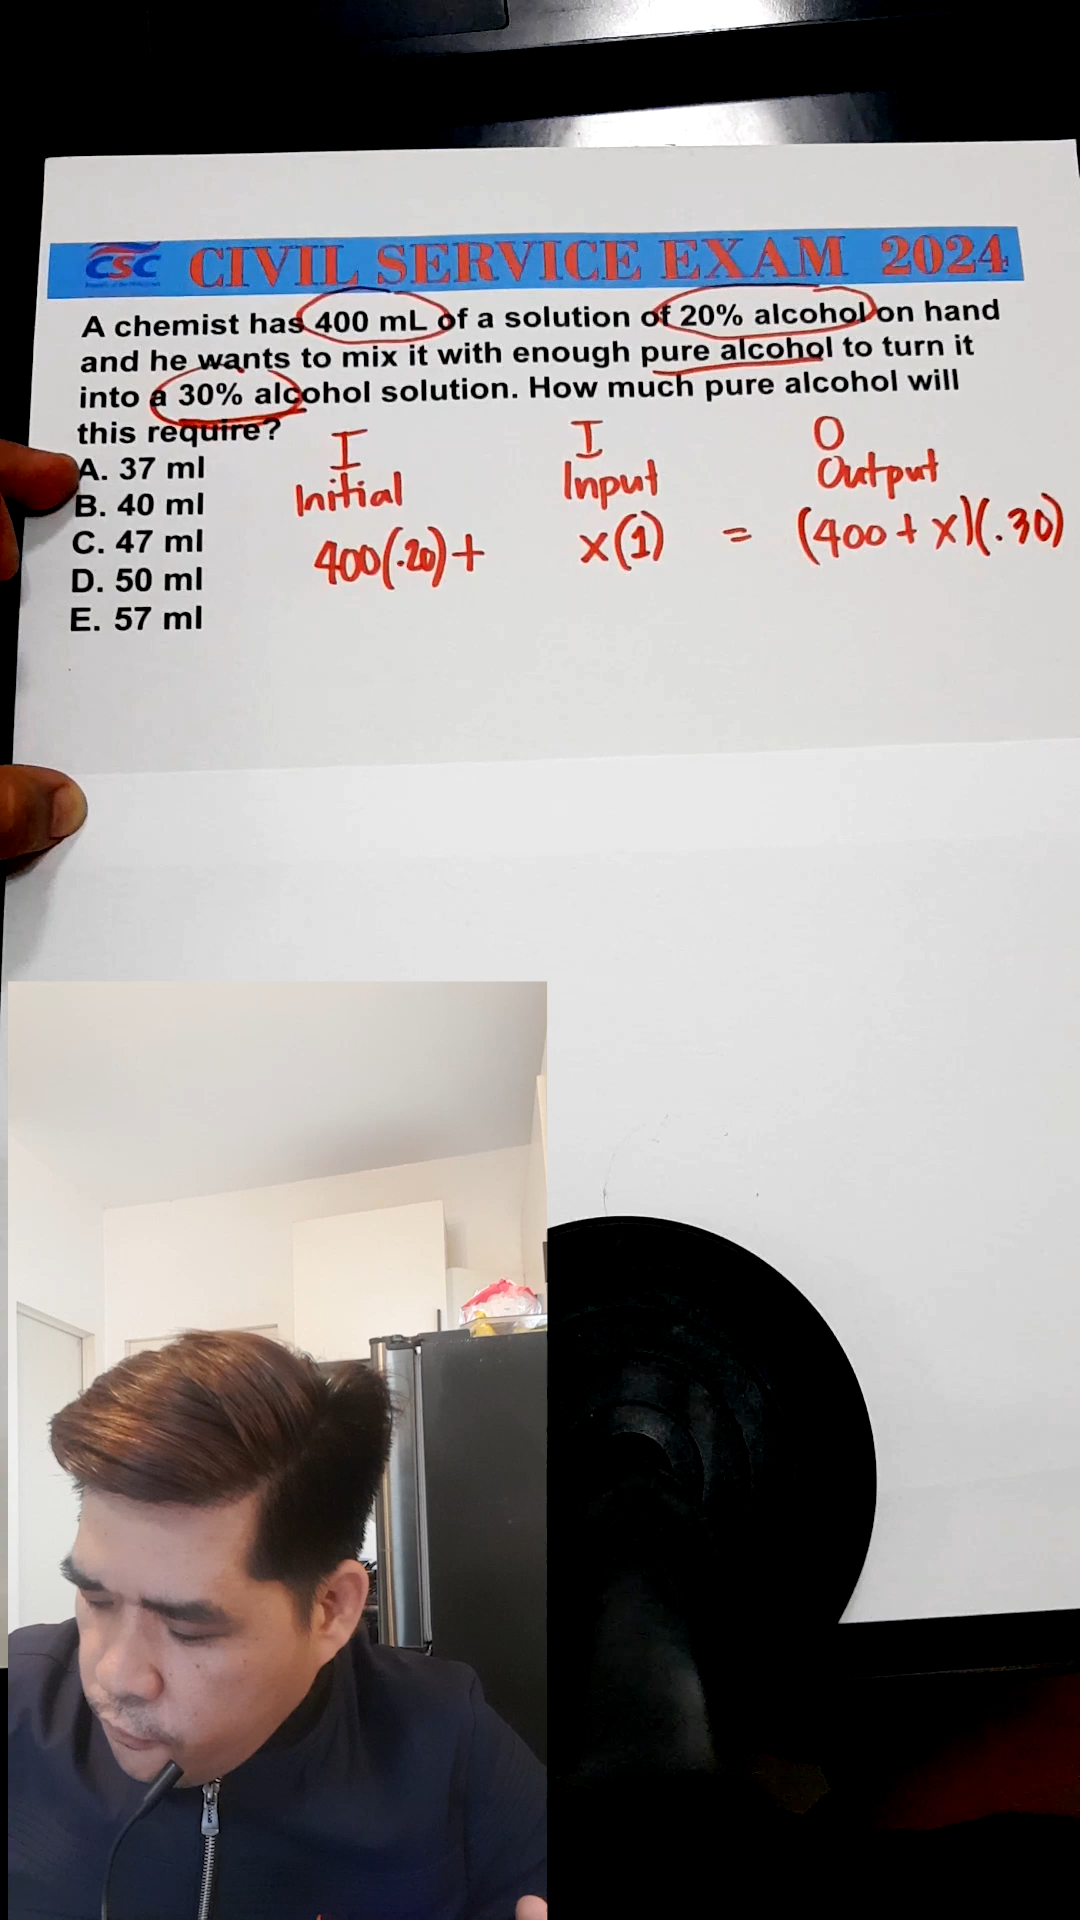 CSC CIVIL SERVICE EXAM 2024
A chemist has 400 mL of a solution of 20% alcohol on hand
and he wants to mix it with enough pure alcohol to turn it
into a 30% alcohol solution. How much pure alcohol will
this require?
A. 37 ml
B. 40 ml
C. 47 ml
D. 50 ml
E. 57 ml
I I O
Initial Input Output
400(.20)+ x(1) = (400 + x)(.30)